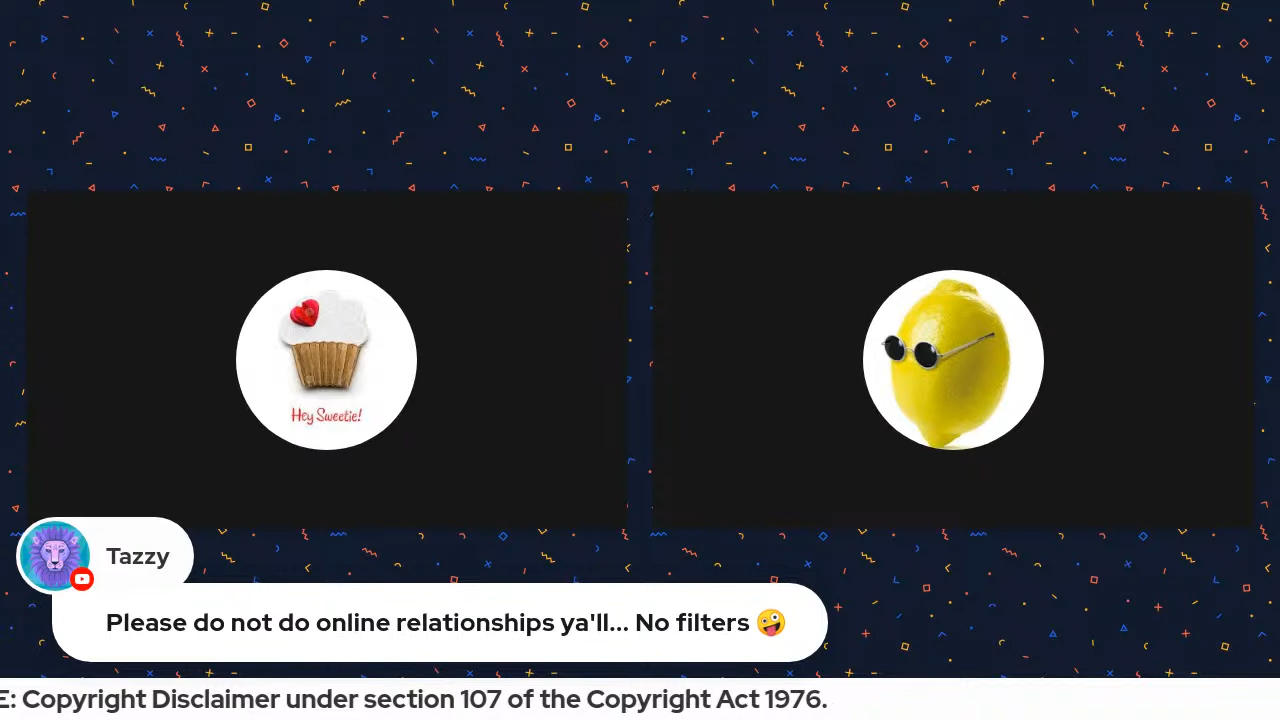 Hey Sweetie!
Tazzy
Please do not do online relationships ya'll... No filters 🤪
E: Copyright Disclaimer under section 107 of the Copyright Act 1976.